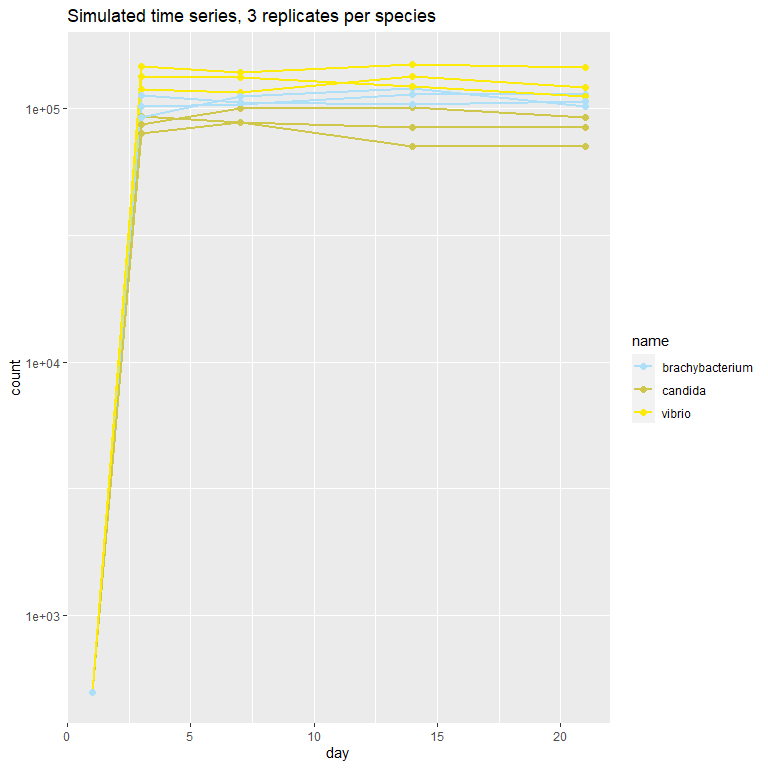 Simulated time series, 3 replicates per species
count
1e+05
1e+04
1e+03
0
5
10
15
20
day
name
brachybacterium
candida
vibrio